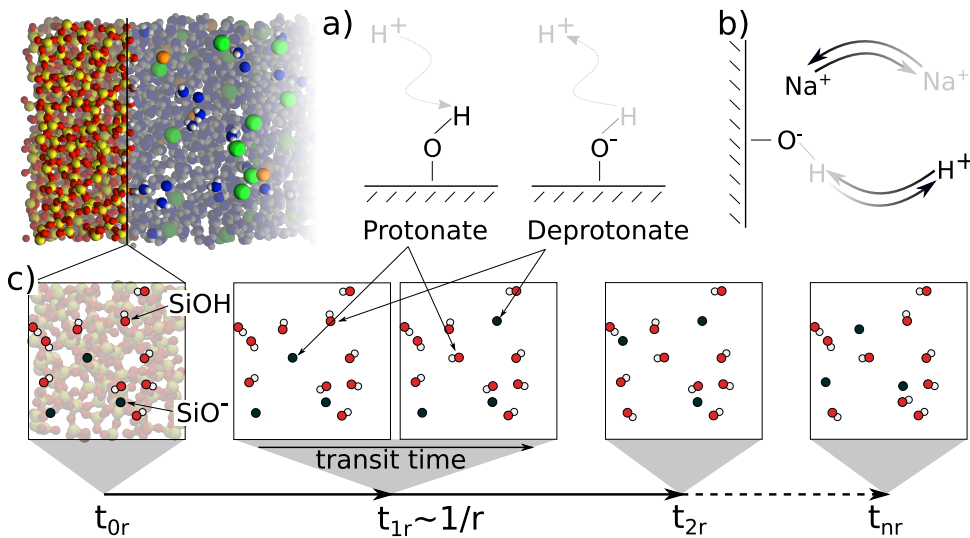 a)
H⁺
H
O
Protonate
H⁺
H
O⁻
Deprotonate
b)
Na⁺
Na⁺
O⁻
H
H⁺
c)
SiOH
SiO⁻
transit time
t₀ᵣ
t₁ᵣ~1/r
t₂ᵣ
tₙᵣ